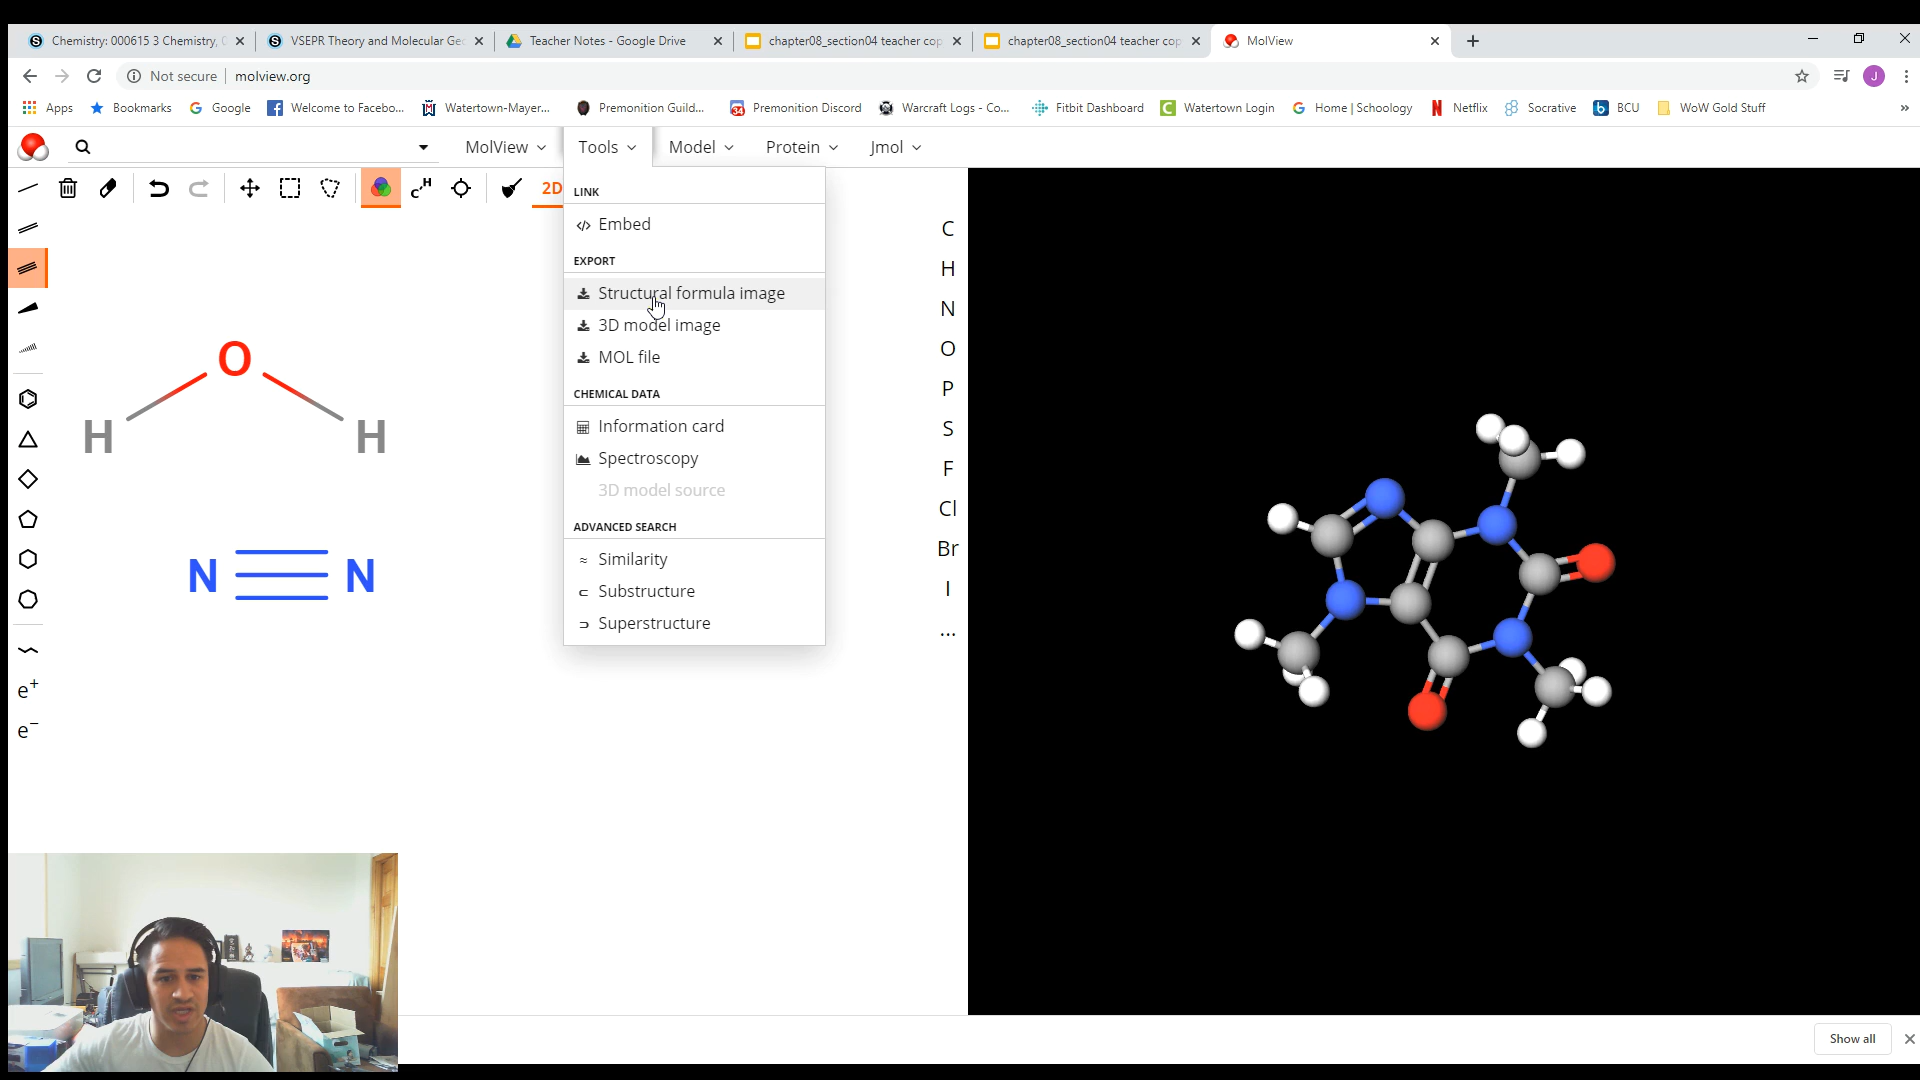 Chemistry: 000615 3 Chemistry, C
VSEPR Theory and Molecular Geo
Teacher Notes - Google Drive
chapter08_section04 teacher cop
chapter08_section04 teacher cop
MolView
Not secure | molview.org
J
Apps
Bookmarks
Google
Welcome to Facebo...
Watertown-Mayer...
Premonition Guild...
Premonition Discord
Warcraft Logs - Co...
Fitbit Dashboard
Watertown Login
Home | Schoology
Netflix
Socrative
BCU
WoW Gold Stuff
»
MolView
Tools
Model
Protein
Jmol
C H
2D
LINK
Embed
EXPORT
Structural formula image
3D model image
MOL file
CHEMICAL DATA
Information card
Spectroscopy
3D model source
ADVANCED SEARCH
≈ Similarity
⊂ Substructure
⊃ Superstructure
e+
e−
O
H H
N N
C
H
N
O
P
S
F
Cl
Br
I
...
Show all